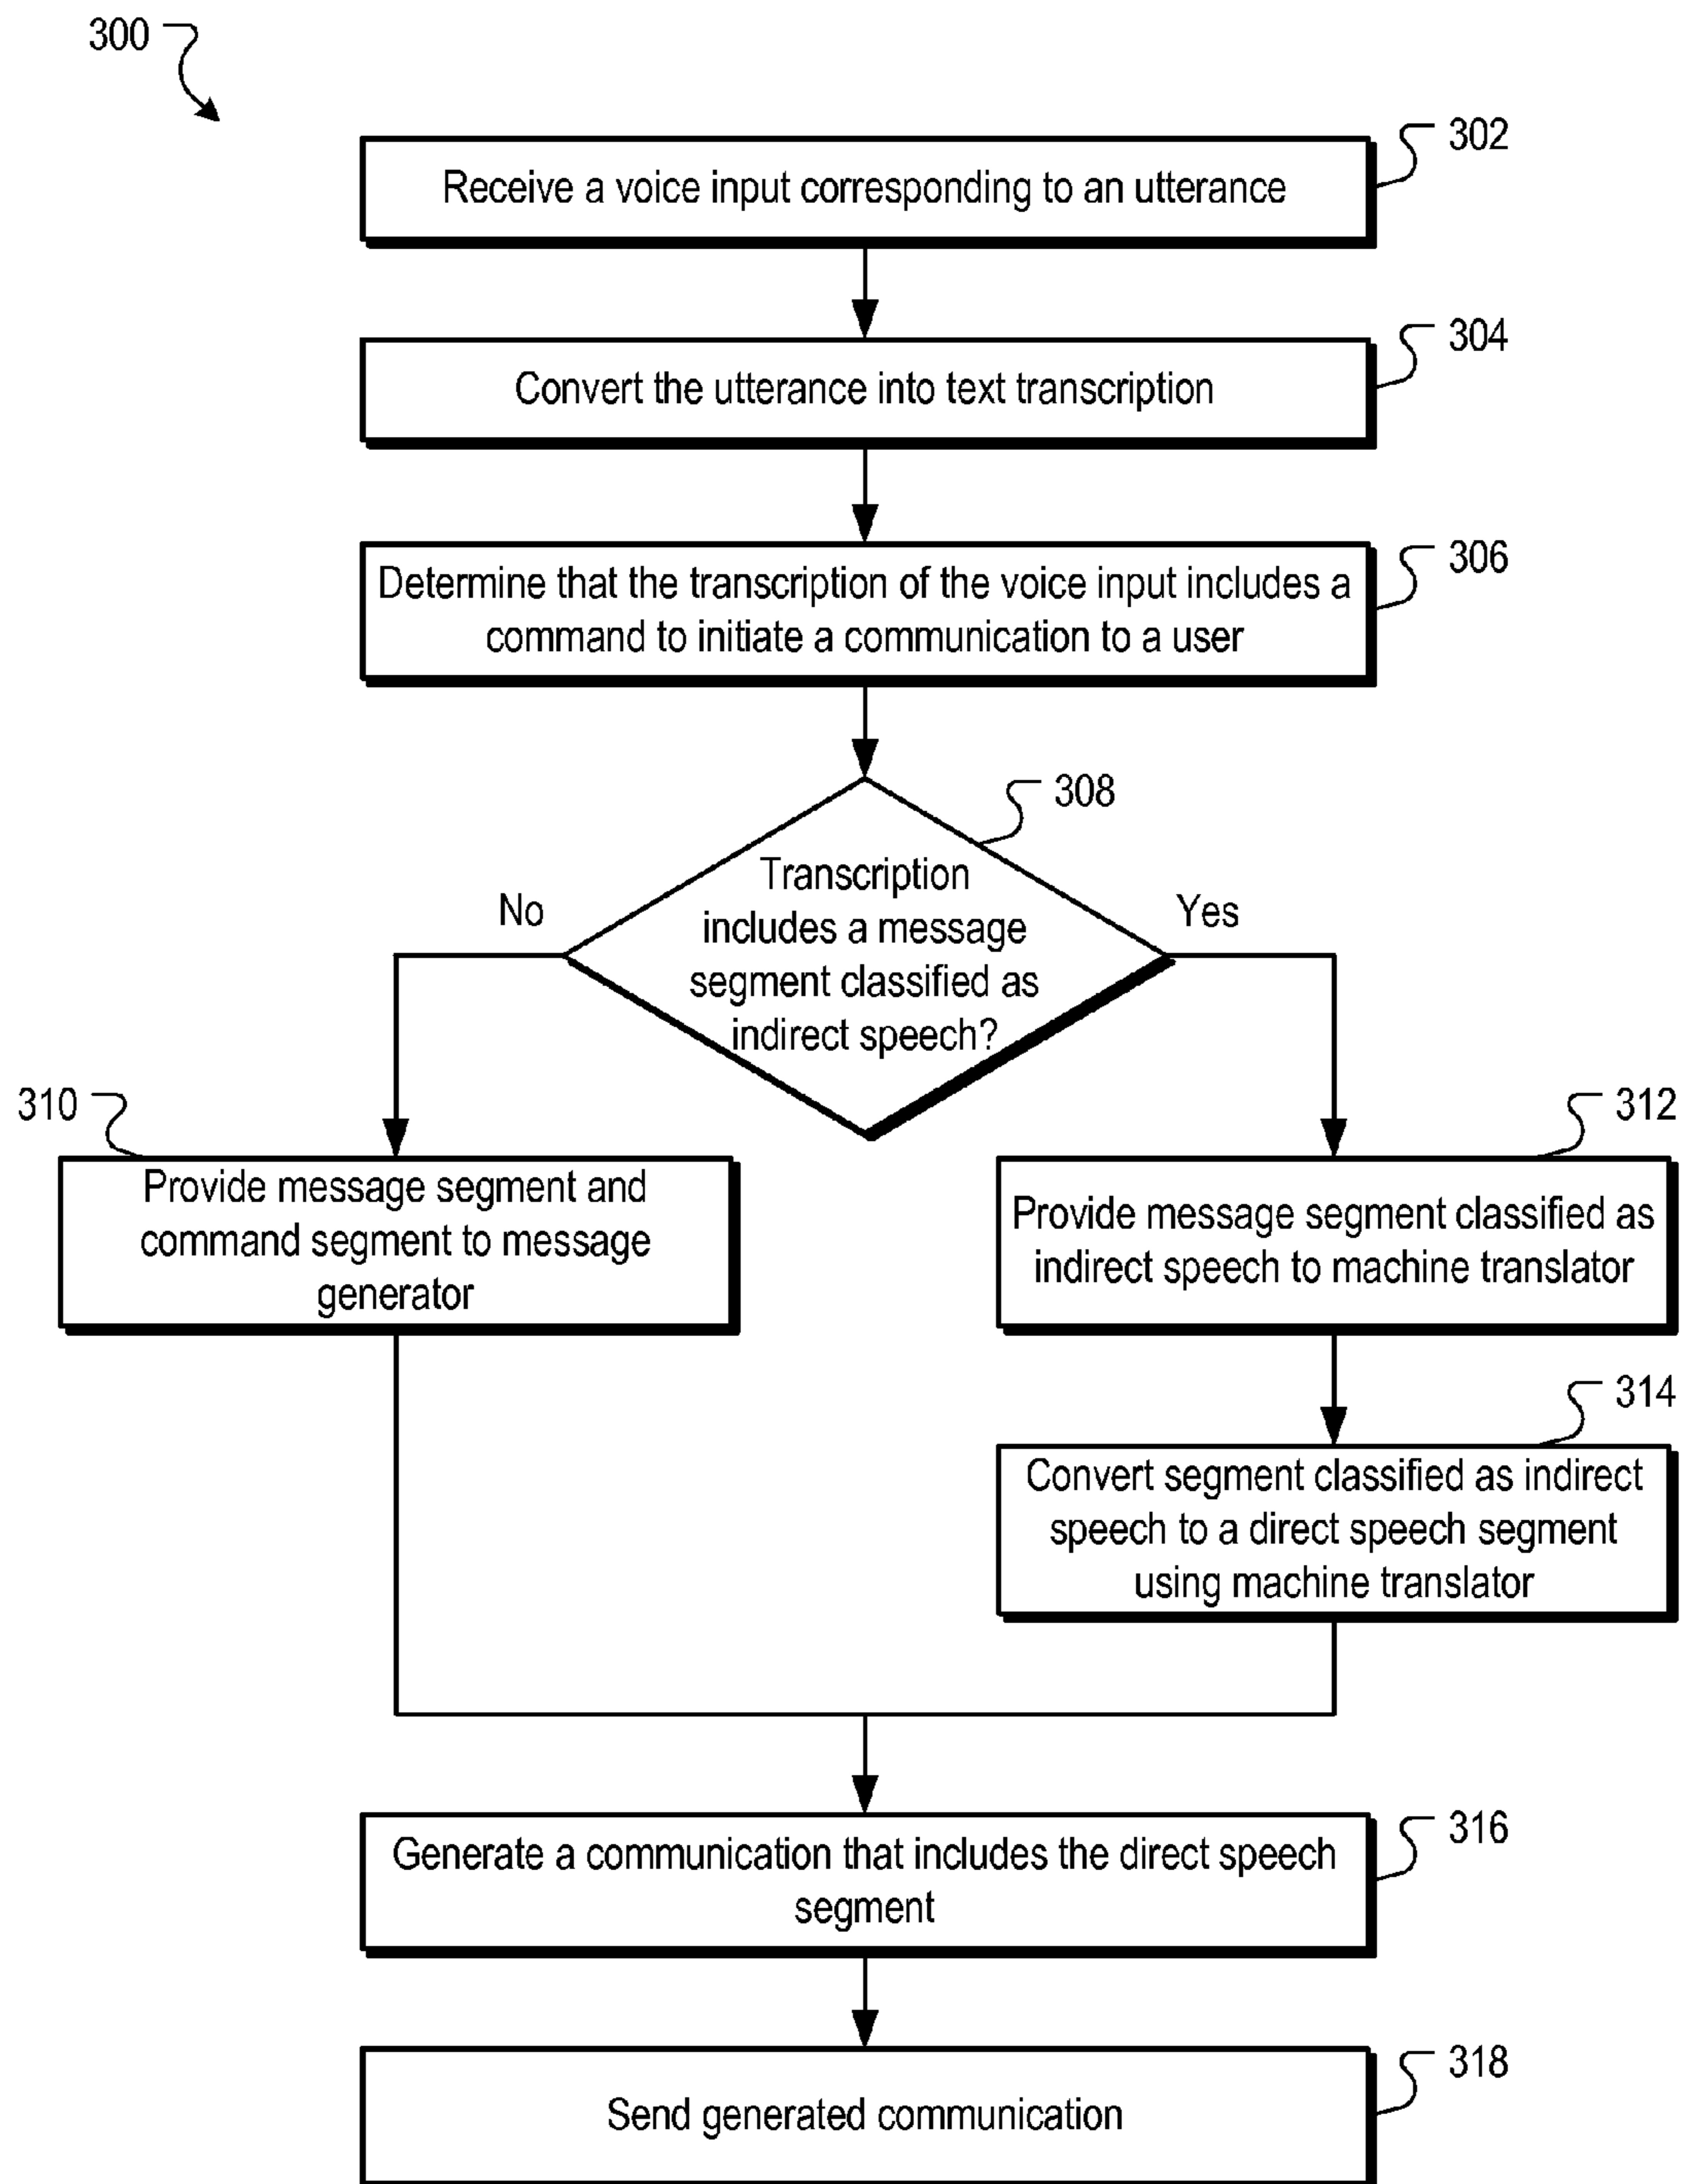 300
302
Receive a voice input corresponding to an utterance
304
Convert the utterance into text transcription
306
Determine that the transcription of the voice input includes a
command to initiate a communication to a user
308
Transcription
includes a message
segment classified as
indirect speech?
No
Yes
310
Provide message segment and
command segment to message
generator
312
Provide message segment classified as
indirect speech to machine translator
314
Convert segment classified as indirect
speech to a direct speech segment
using machine translator
316
Generate a communication that includes the direct speech
segment
318
Send generated communication